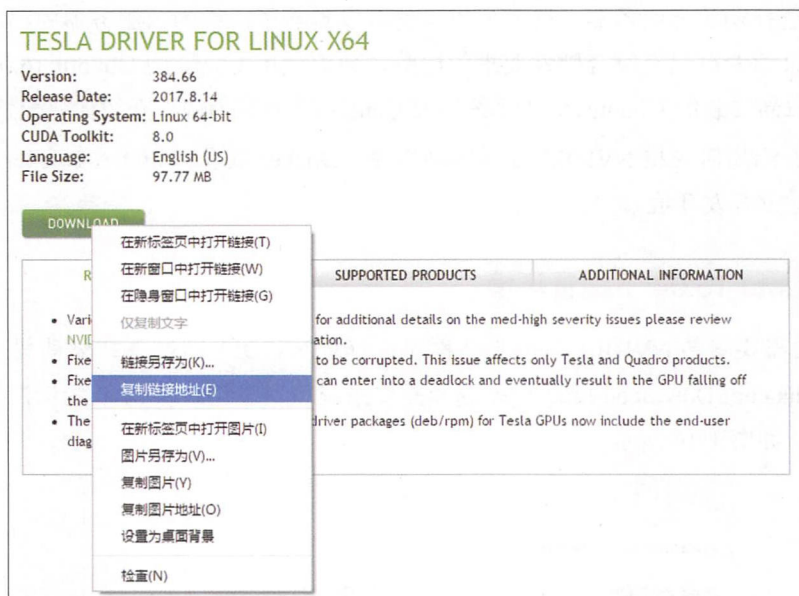 TESLA DRIVER FOR LINUX X64
Version: 384.66
Release Date: 2017.8.14
Operating System: Linux 64-bit
CUDA Toolkit: 8.0
Language: English (US)
File Size: 97.77 MB
DOWNLOAD
在新标签页中打开链接(T)
在新窗口中打开链接(W)
在隐身窗口中打开链接(G)
仅复制文字
链接另存为(K)...
复制链接地址(E)
在新标签页中打开图片(I)
图片另存为(V)...
复制图片(Y)
复制图片地址(O)
设置为桌面背景
检查(N)
R
SUPPORTED PRODUCTS
ADDITIONAL INFORMATION
• Vari for additional details on the med-high severity issues please review
NVID ation.
• Fixe to be corrupted. This issue affects only Tesla and Quadro products.
• Fixe can enter into a deadlock and eventually result in the GPU falling off
the
• The driver packages (deb/rpm) for Tesla GPUs now include the end-user
diag